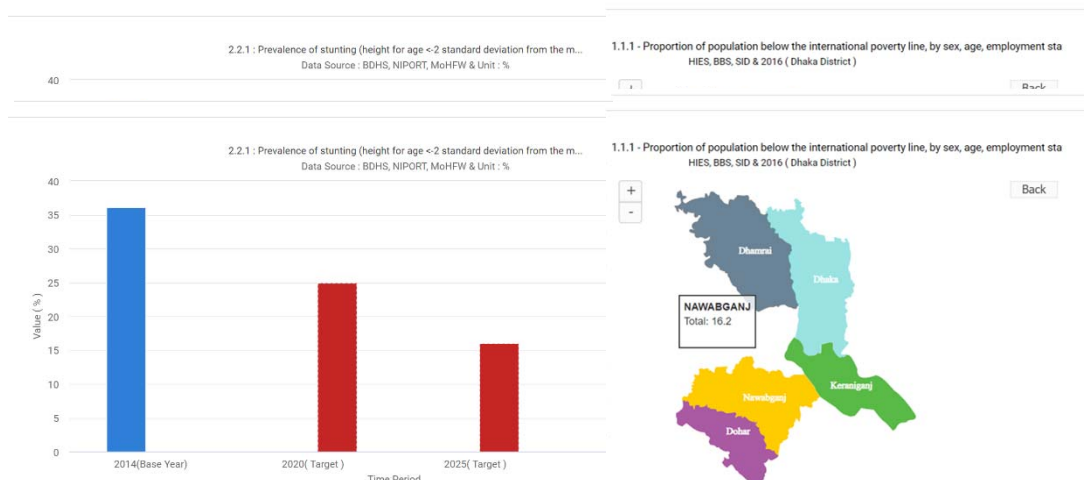 2.2.1 : Prevalence of stunting (height for age <-2 standard deviation from the m...
Data Source : BDHS, NIPORT, MoHFW & Unit : %
40
1.1.1 - Proportion of population below the international poverty line, by sex, age, employment sta
HIES, BBS, SID & 2016 ( Dhaka District )
Back
2.2.1 : Prevalence of stunting (height for age <-2 standard deviation from the m...
Data Source : BDHS, NIPORT, MoHFW & Unit : %
40
35
30
25
20
15
10
5
0
Value ( % )
2014(Base Year)
2020( Target )
2025( Target )
Time Period
1.1.1 - Proportion of population below the international poverty line, by sex, age, employment sta
HIES, BBS, SID & 2016 ( Dhaka District )
+
-
Back
Dhamrai
Dhaka
NAWABGANJ
Total: 16.2
Keraniganj
Nawabganj
Dohar